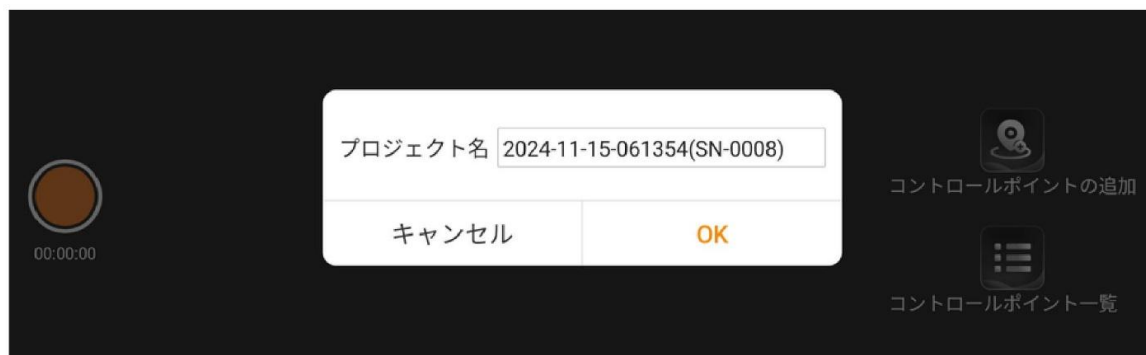 プロジェクト名 2024-11-15-061354(SN-0008)
キャンセル OK
00:00:00
コントロールポイントの追加
コントロールポイント一覧